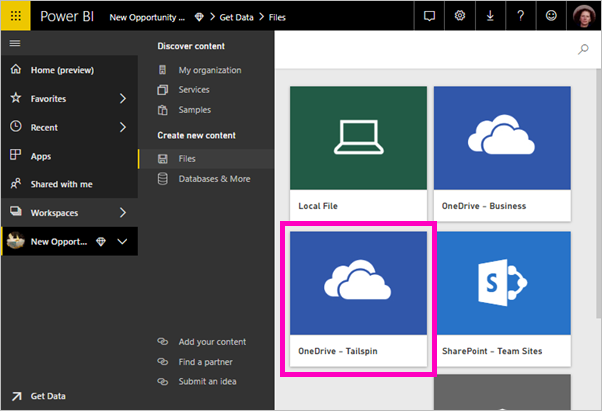 Power BI New Opportunity ... > Get Data > Files
Discover content
My organization
Services
Samples
Create new content
Files
Databases & More
Add your content
Find a partner
Submit an idea
Home (preview)
Favorites
Recent
Apps
Shared with me
Workspaces
New Opport...
Get Data
Local File
OneDrive - Business
OneDrive - Tailspin
S
SharePoint - Team Sites